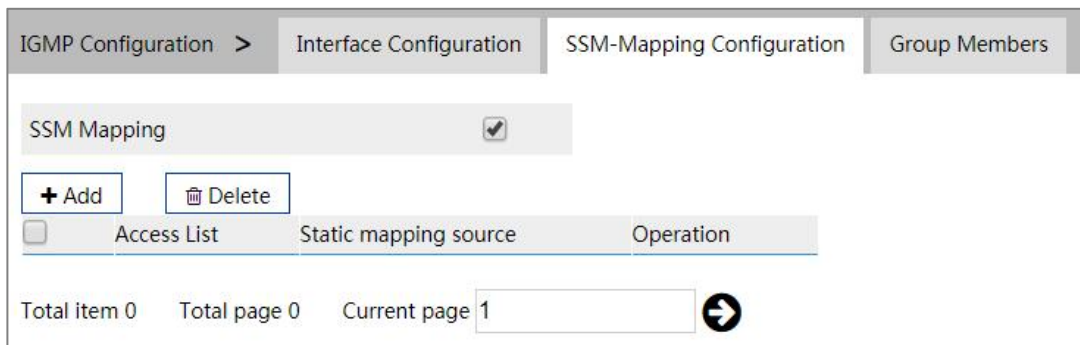 IGMP Configuration > Interface Configuration SSM-Mapping Configuration Group Members
SSM Mapping
+ Add Delete
Access List Static mapping source Operation
Total item 0 Total page 0 Current page 1